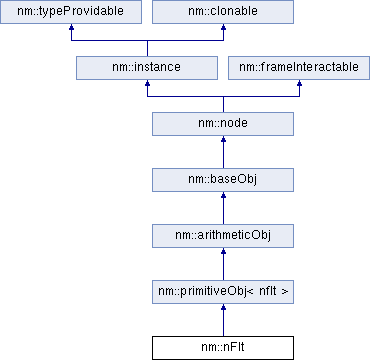 nm::typeProvidable
nm::clonable
nm::instance
nm::frameInteractable
nm::node
nm::baseObj
nm::arithmeticObj
nm::primitiveObj< nflt >
nm::nFlt